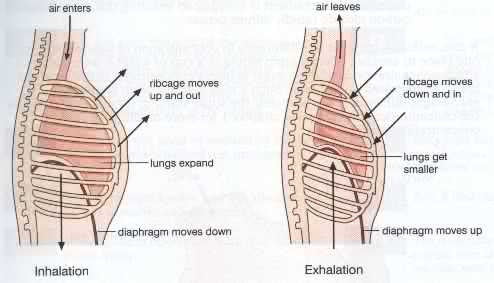 air enters
ribcage moves
up and out
lungs expand
diaphragm moves down
Inhalation
air leaves
ribcage moves
down and in
lungs get
smaller
diaphragm moves up
Exhalation